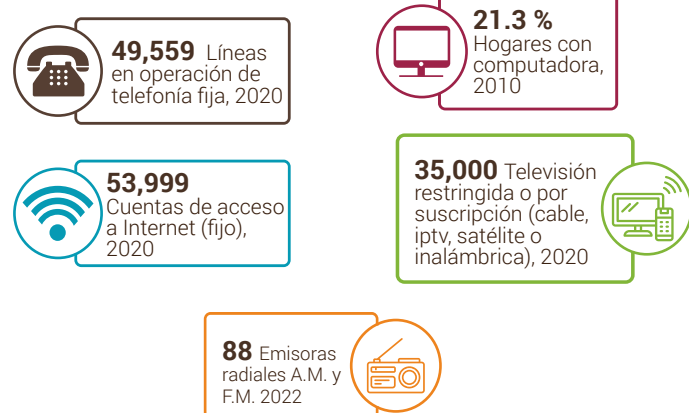 49,559 Líneas
en operación de
telefonía fija, 2020
21.3 %
Hogares con
computadora,
2010
53,999
Cuentas de acceso
a Internet (fijo),
2020
35,000 Televisión
restringida o por
suscripción (cable,
iptv, satélite o
inalámbrica), 2020
88 Emisoras
radiales A.M. y
F.M. 2022